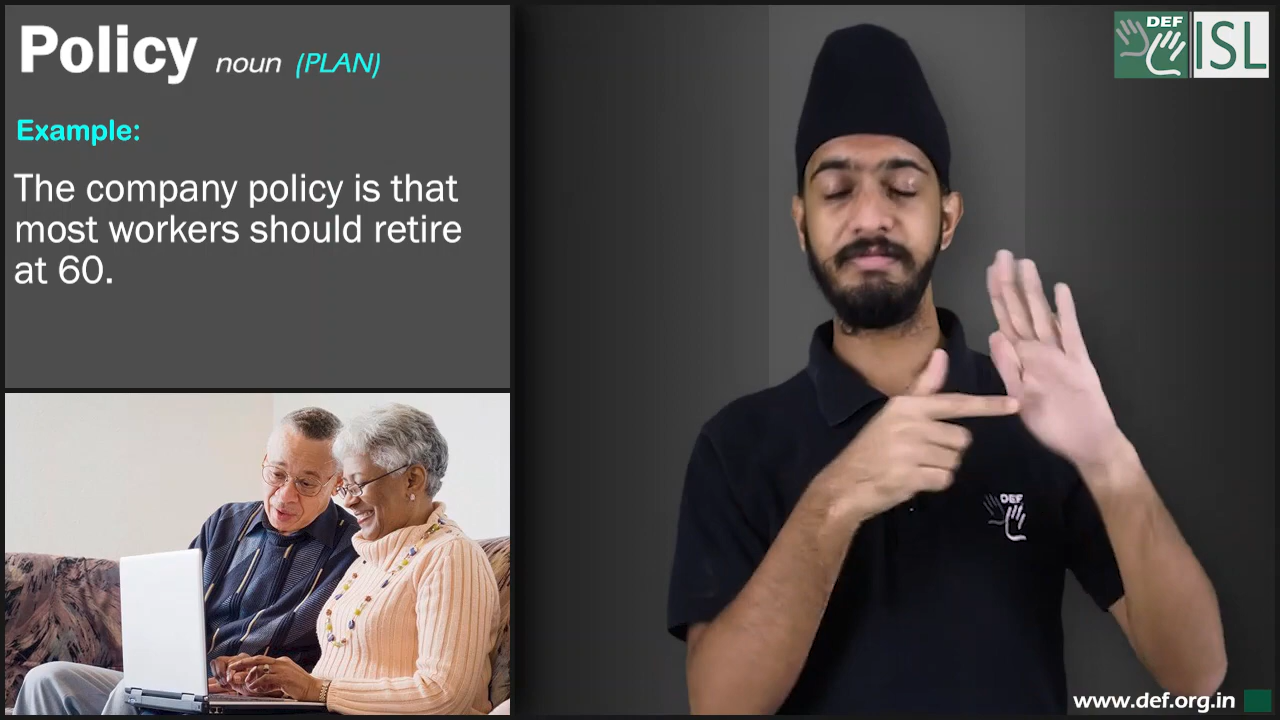 Policy noun (PLAN)
Example:
The company policy is that
most workers should retire
at 60.
DEF
ISL
DEF
www.def.org.in